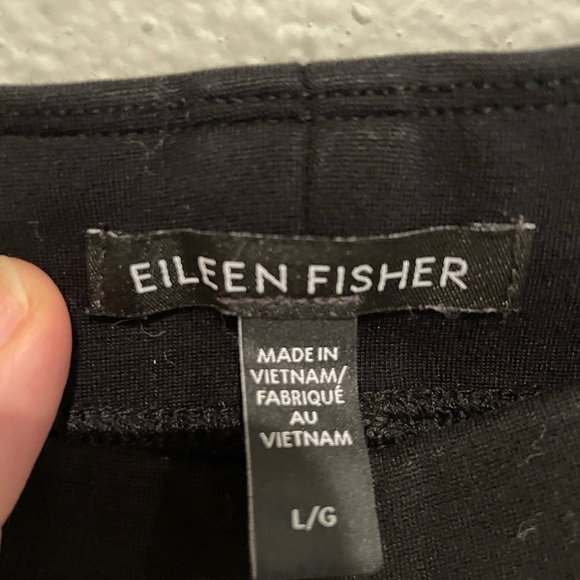 EILEEN FISHER
MADE IN
VIETNAM/
FABRIQUÉ
AU
VIETNAM
L/G